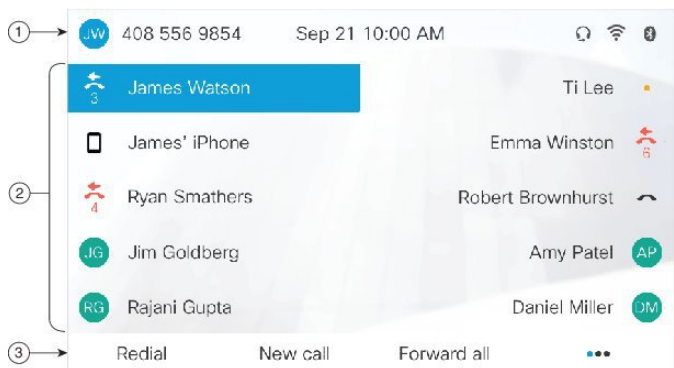 1 JW 408 556 9854 Sep 21 10:00 AM
3 James Watson Ti Lee
2 James' iPhone Emma Winston 6
4 Ryan Smathers Robert Brownhurst
JG Jim Goldberg Amy Patel AP
RG Rajani Gupta Daniel Miller DM
3 Redial New call Forward all